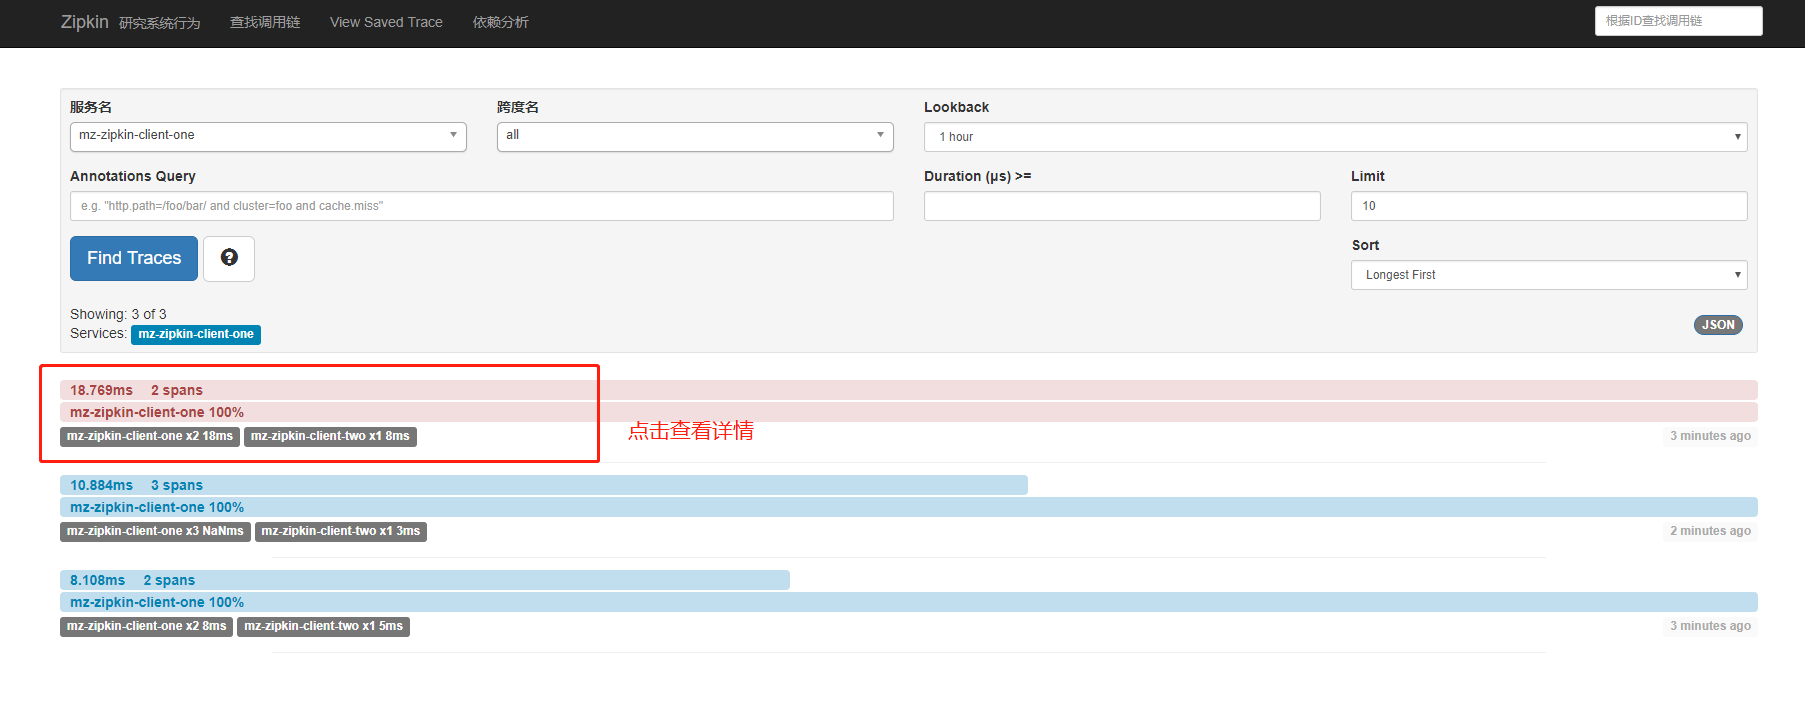 Zipkin 研究系统行为 查找调用链 View Saved Trace 依赖分析 根据ID查找调用链
服务名 跨度名 Lookback
mz-zipkin-client-one all 1 hour
Annotations Query Duration (μs) >= Limit
e.g. "http.path=/foo/bar/ and cluster=foo and cache.miss" 10
Find Traces ? Sort
Longest First
Showing: 3 of 3
Services: mz-zipkin-client-one JSON
18.769ms 2 spans
mz-zipkin-client-one 100%
mz-zipkin-client-one x2 18ms mz-zipkin-client-two x1 8ms 点击查看详情 3 minutes ago
10.884ms 3 spans
mz-zipkin-client-one 100%
mz-zipkin-client-one x3 NaNms mz-zipkin-client-two x1 3ms 2 minutes ago
8.108ms 2 spans
mz-zipkin-client-one 100%
mz-zipkin-client-one x2 8ms mz-zipkin-client-two x1 5ms 3 minutes ago